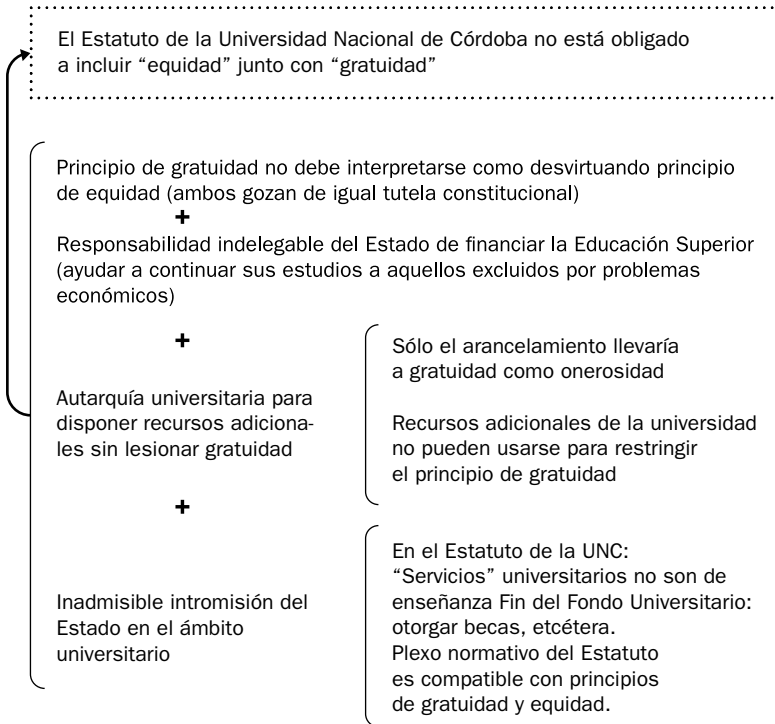 El Estatuto de la Universidad Nacional de Córdoba no está obligado
a incluir “equidad” junto con “gratuidad”
Principio de gratuidad no debe interpretarse como desvirtuando principio
de equidad (ambos gozan de igual tutela constitucional)
+
Responsabilidad indelegable del Estado de financiar la Educación Superior
(ayudar a continuar sus estudios a aquellos excluidos por problemas
económicos)
+
Autarquía universitaria para
disponer recursos adiciona-
les sin lesionar gratuidad
Sólo el arancelamiento llevaría
a gratuidad como onerosidad
Recursos adicionales de la universidad
no pueden usarse para restringir
el principio de gratuidad
+
Inadmisible intromisión del
Estado en el ámbito
universitario
En el Estatuto de la UNC:
“Servicios” universitarios no son de
enseñanza Fin del Fondo Universitario:
otorgar becas, etcétera.
Plexo normativo del Estatuto
es compatible con principios
de gratuidad y equidad.